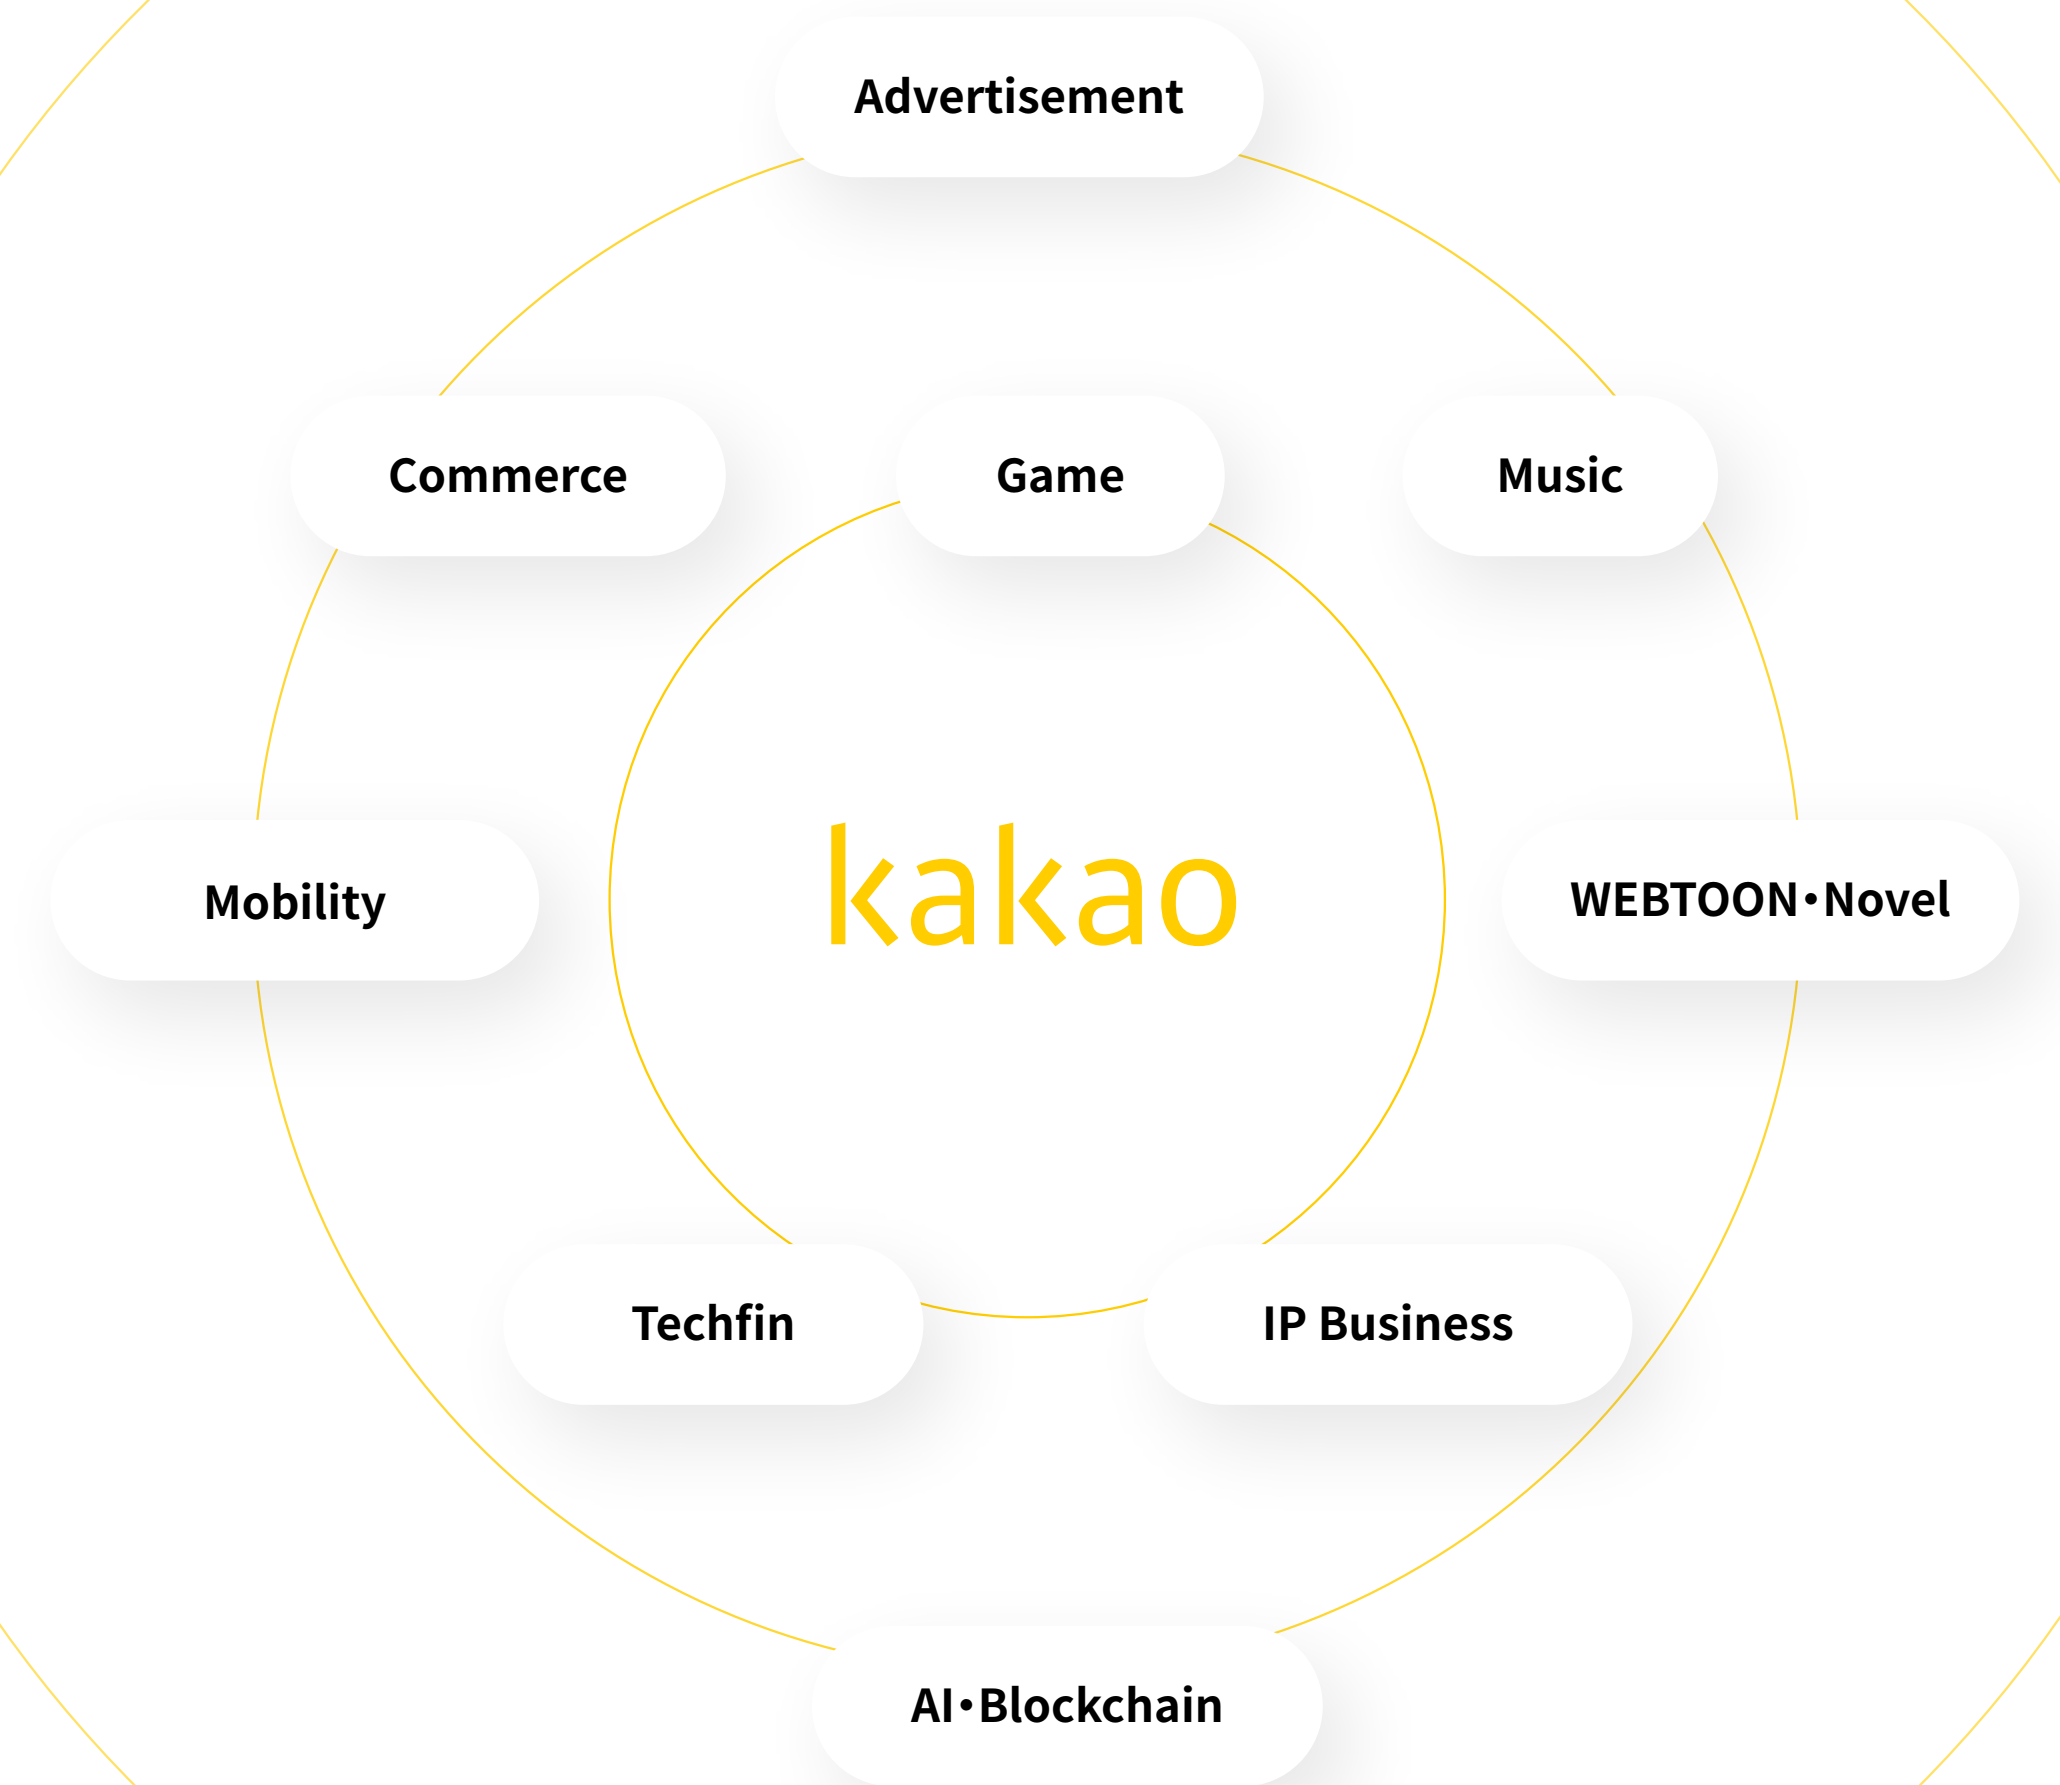 Advertisement
Commerce
Game
Music
kakao
Mobility
WEBTOON•Novel
Techfin
IP Business
AI•Blockchain